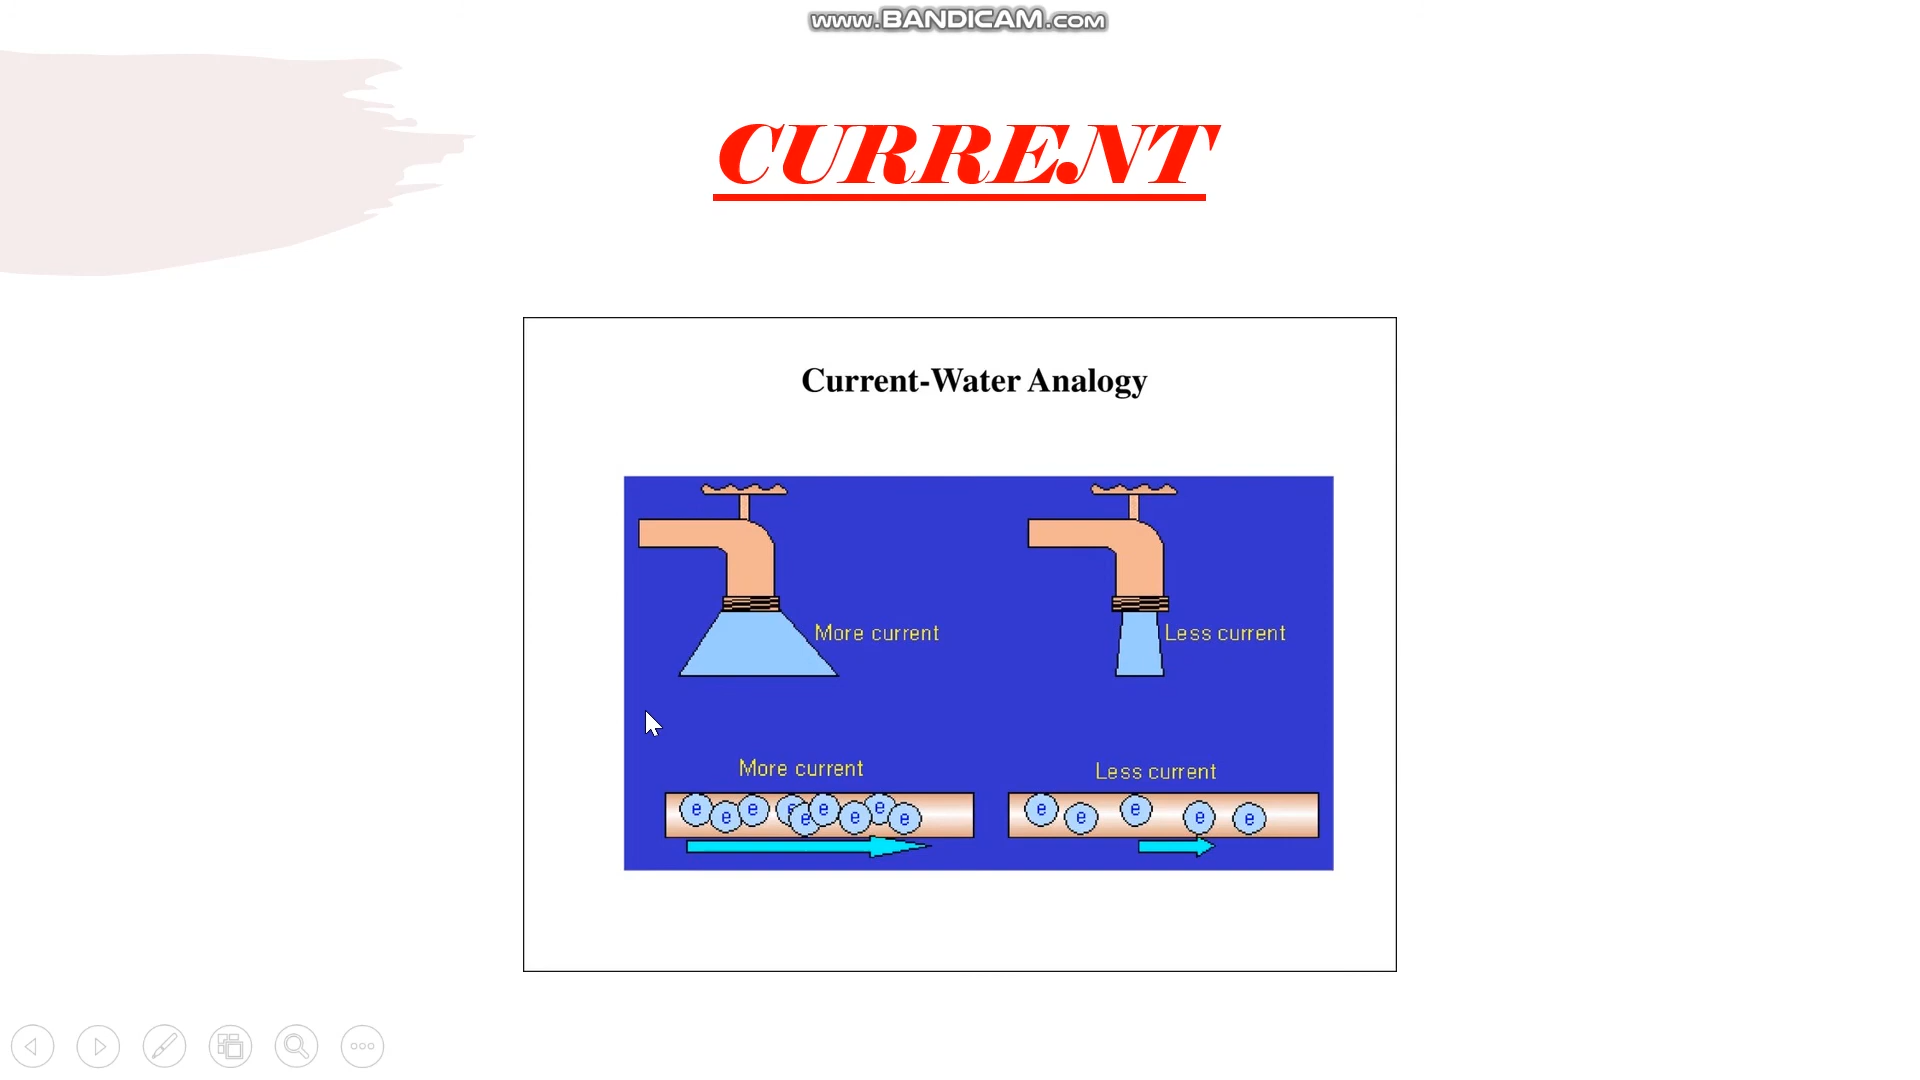 www.BANDICAM.com
CURRENT
Current-Water Analogy
More current
Less current
More current
Less current
e e e e e e e e e
e e e e e